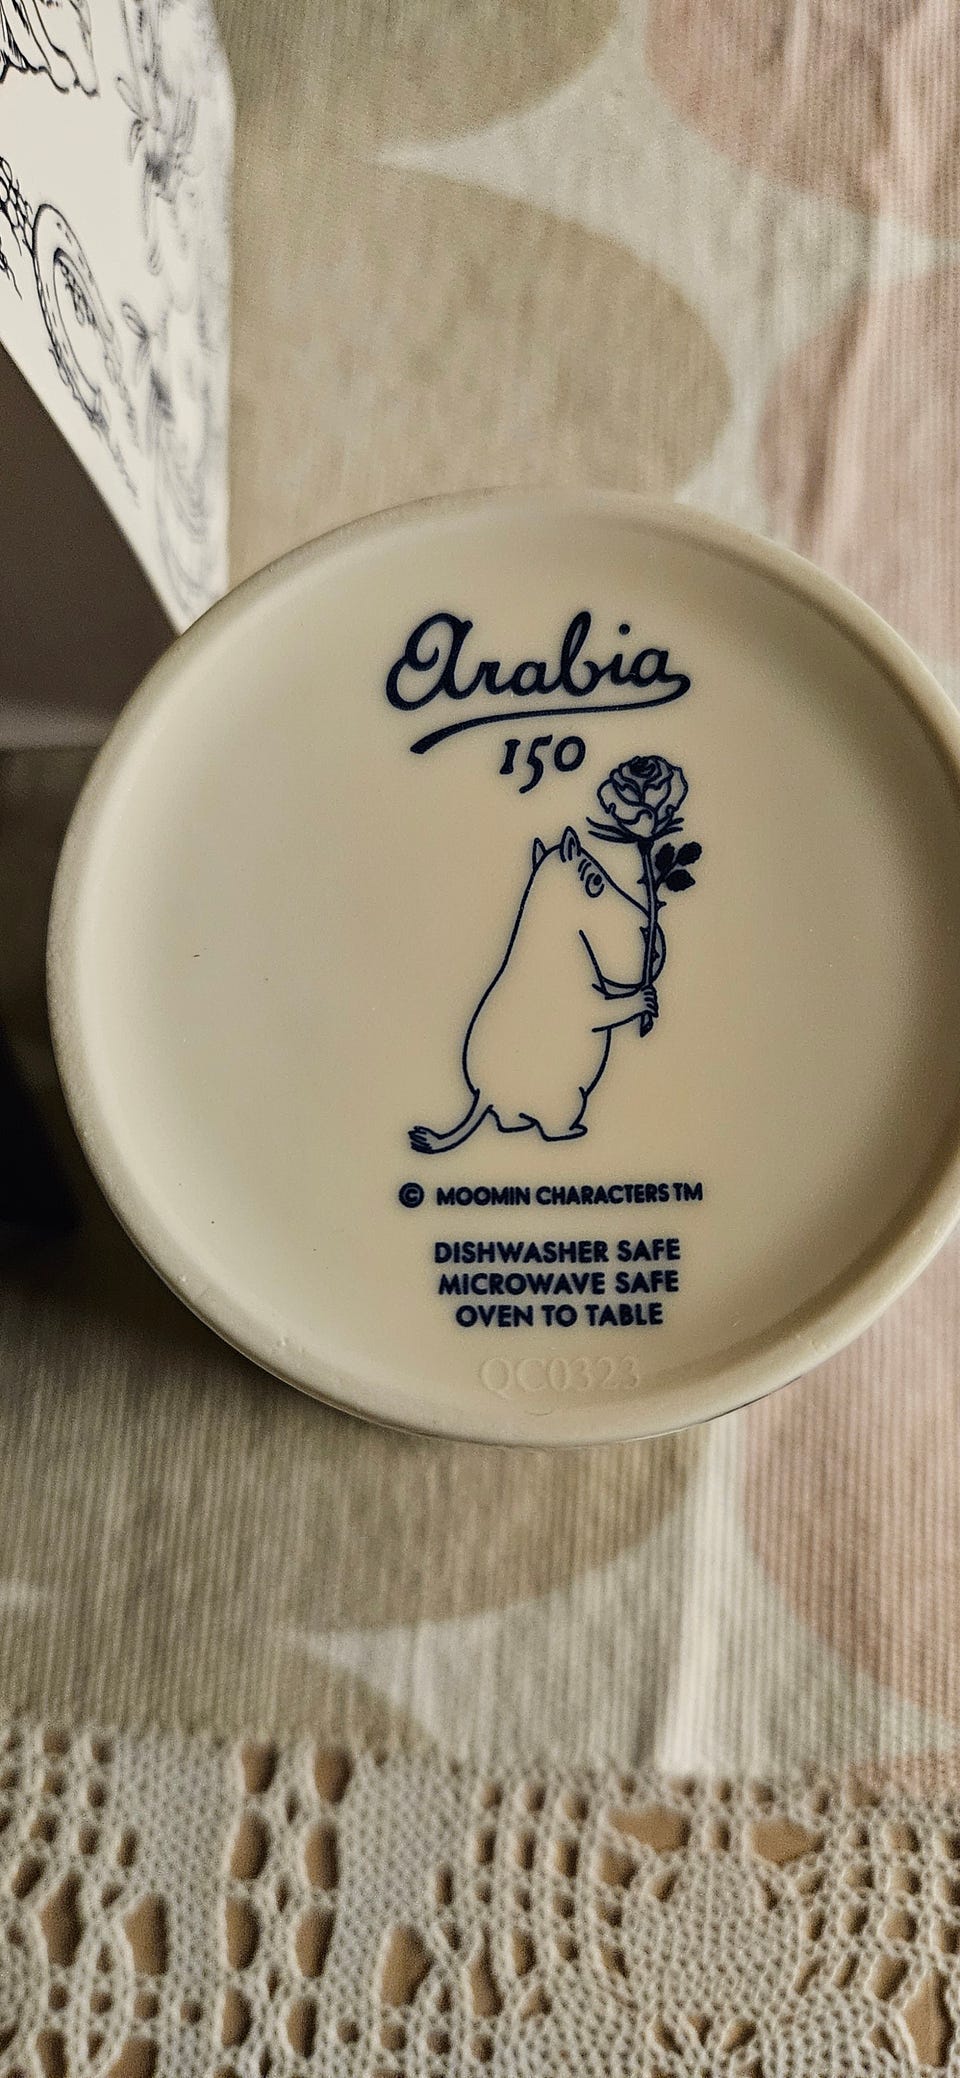 Arabia
150
© MOOMIN CHARACTERS TM
DISHWASHER SAFE
MICROWAVE SAFE
OVEN TO TABLE
QC0323